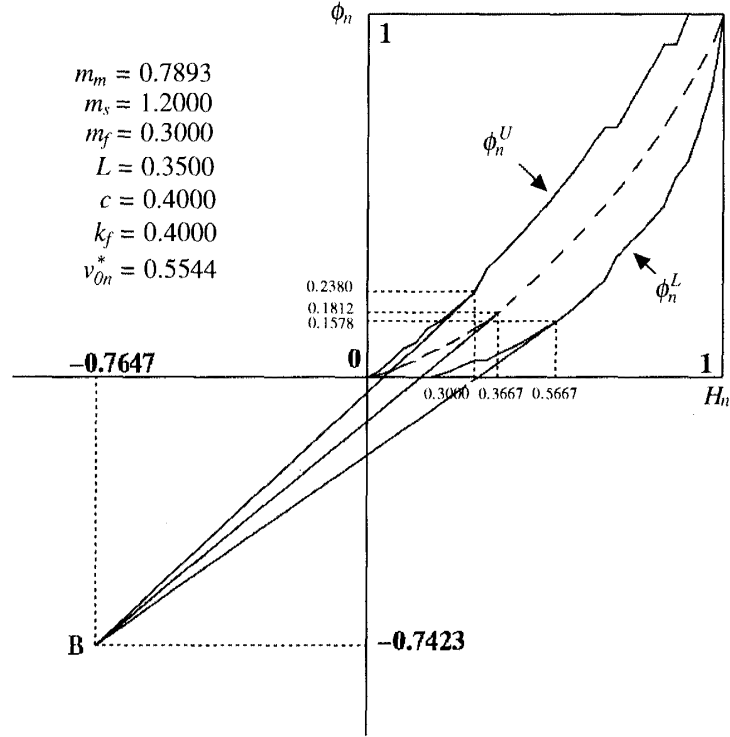 ϕₙ
1
mₘ = 0.7893
mₛ = 1.2000
m_f = 0.3000
L = 0.3500
c = 0.4000
k_f = 0.4000
v*₀ₙ = 0.5544
ϕₙᵁ
ϕₙᴸ
0.2380
0.1812
0.1578
−0.7647
0
1
0.3000 0.3667 0.5667
Hₙ
B
−0.7423